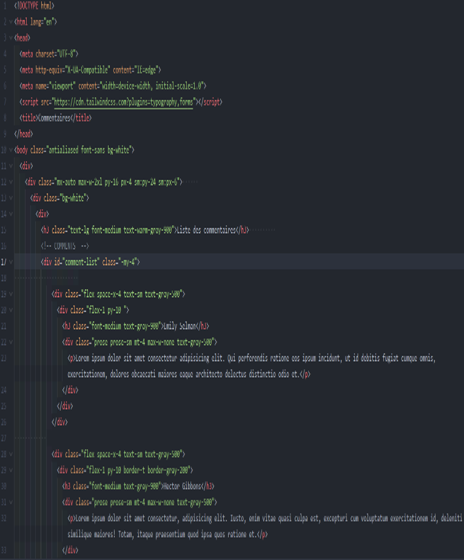 1 <!DOCTYPE html>
2 <html lang="en">
3 <head>
4 <meta charset="UTF-8">
5 <meta http-equiv="X-UA-Compatible" content="IE=edge">
6 <meta name="viewport" content="width=device-width, initial-scale=1.0">
7 <script src="https://cdn.tailwindcss.com?plugins=typography,forms"></script>
8 <title>Commentaires</title>
9 </head>
10 <body class="antialiased font-sans bg-white">
11 <div>
12 <div class="mx-auto max-w-2xl py-16 px-4 sm:py-24 sm:px-6">
13 <div class="bg-white">
14 <div>
15 <h3 class="text-lg font-medium text-warm-gray-900">Liste des commentaires</h3>
16 <!-- COMMENTS -->
17 <div id="comment-list" class="-my-4">
18
19 <div class="flex space-x-4 text-sm text-gray-500">
20 <div class="flex-1 py-10 ">
21 <h3 class="font-medium text-gray-900">Emily Selman</h3>
22 <div class="prose prose-sm mt-4 max-w-none text-gray-500">
23 <p>Lorem ipsum dolor sit amet consectetur adipisicing elit. Qui perferendis ratione eos ipsum incidunt, ut id debitis fugiat cumque omnis,
exercitationem, dolores obcaecati maiores eaque architecto delectus distinctio odio et.</p>
24 </div>
25 </div>
26 </div>
27
28 <div class="flex space-x-4 text-sm text-gray-500">
29 <div class="flex-1 py-10 border-t border-gray-200">
30 <h3 class="font-medium text-gray-900">Hector Gibbons</h3>
31 <div class="prose prose-sm mt-4 max-w-none text-gray-500">
32 <p>Lorem ipsum dolor sit amet consectetur, adipisicing elit. Iusto, enim vitae quasi culpa est, excepturi cum voluptatum exercitationem id, deleniti
similique maiores! Totam, itaque praesentium quod ipsa quos ratione et.</p>
33 </div>